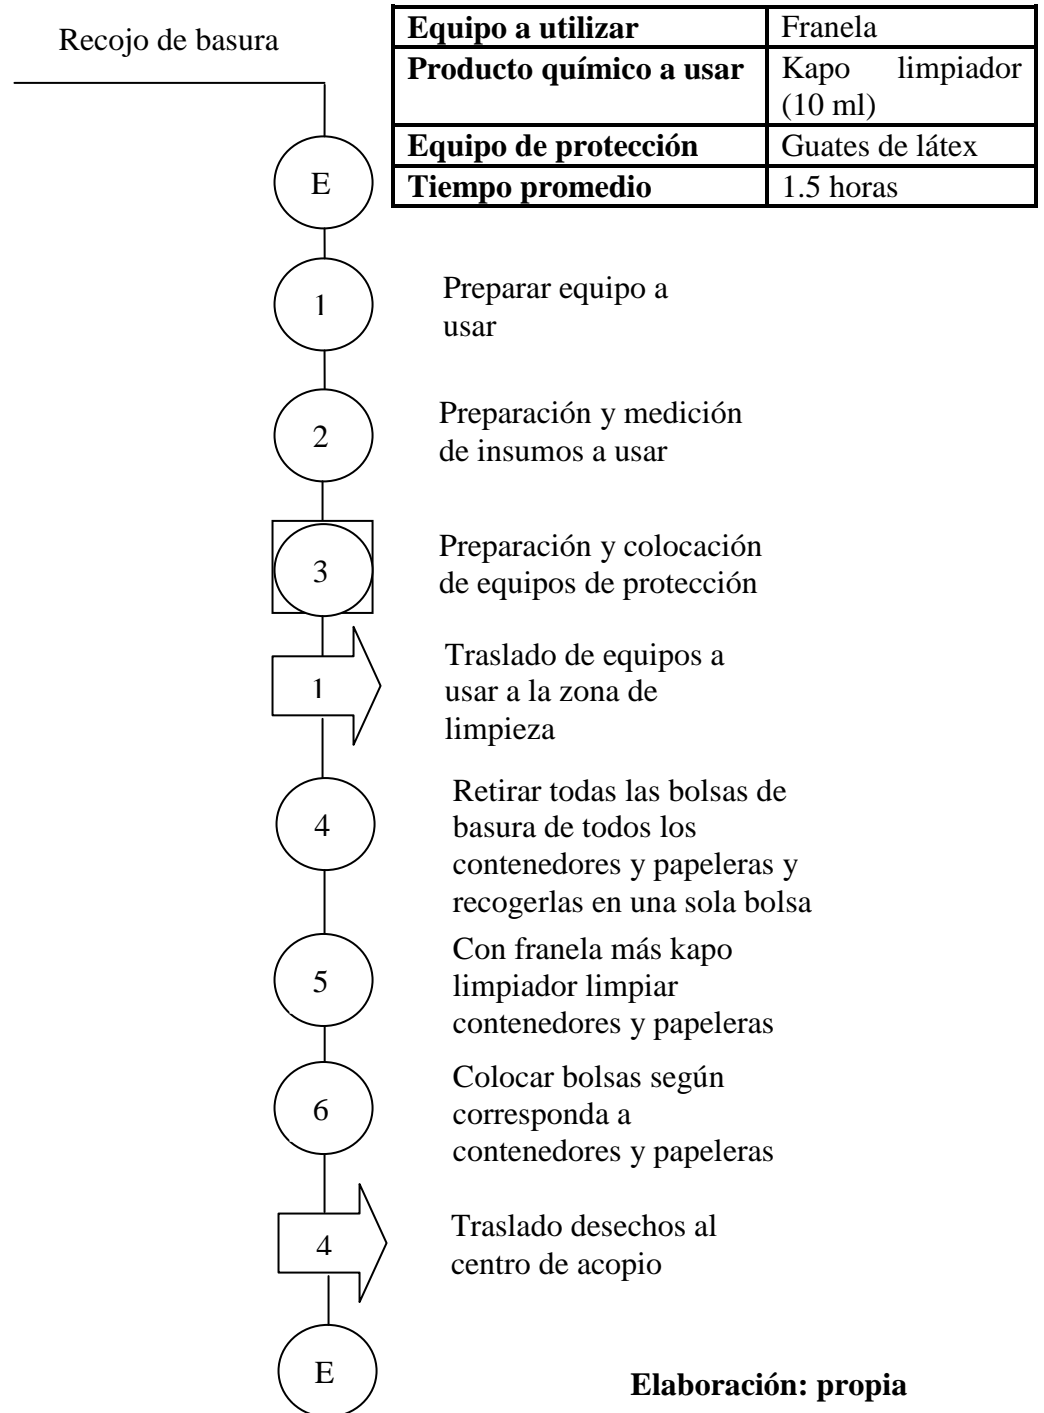 Recojo de basura
Equipo a utilizar Franela
Producto químico a usar Kapo limpiador
(10 ml)
Equipo de protección Guates de látex
Tiempo promedio 1.5 horas
E
1
Preparar equipo a
usar
2
Preparación y medición
de insumos a usar
3
Preparación y colocación
de equipos de protección
1
Traslado de equipos a
usar a la zona de
limpieza
4
Retirar todas las bolsas de
basura de todos los
contenedores y papeleras y
recogerlas en una sola bolsa
5
Con franela más kapo
limpiador limpiar
contenedores y papeleras
6
Colocar bolsas según
corresponda a
contenedores y papeleras
4
Traslado desechos al
centro de acopio
E
Elaboración: propia